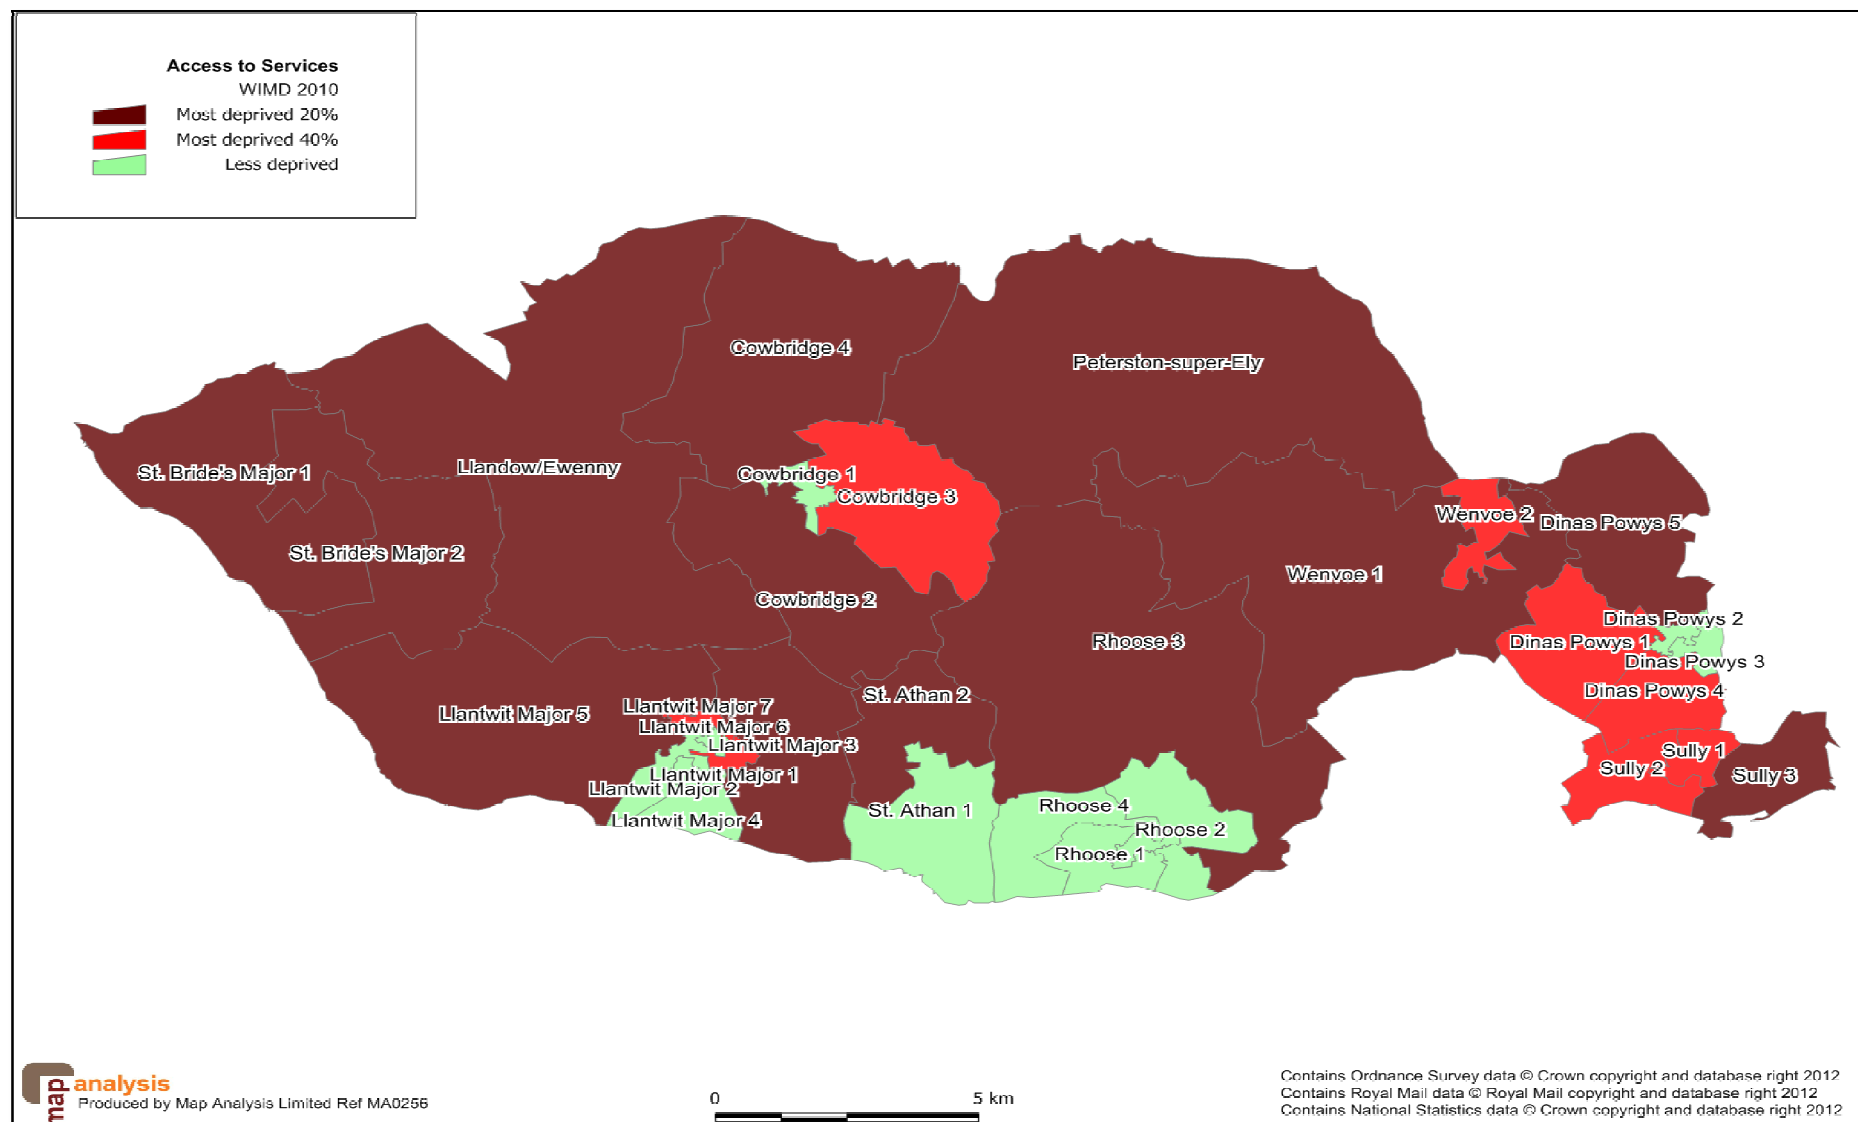 Access to Services
WIMD 2010
Most deprived 20%
Most deprived 40%
Less deprived
Cowbridge 4
Peterston-super-Ely
St. Bride's Major 1
Llandow/Ewenny
Cowbridge 1
Cowbridge 3
Wenvoe 2
Dinas Powys 5
St. Bride's Major 2
Wenvoe 1
Cowbridge 2
Dinas Powys 2
Rhoose 3
Dinas Powys 1
Dinas Powys 3
St. Athan 2
Dinas Powys 4
Llantwit Major 7
Llantwit Major 5
Llantwit Major 6
Llantwit Major 3
Sully 1
Llantwit Major 1
Sully 2
Sully 3
Llantwit Major 2
St. Athan 1
Rhoose 4
Llantwit Major 4
Rhoose 2
Rhoose 1
map analysis
Produced by Map Analysis Limited Ref MA0256
0 5 km
Contains Ordnance Survey data © Crown copyright and database right 2012
Contains Royal Mail data © Royal Mail copyright and database right 2012
Contains National Statistics data © Crown copyright and database right 2012